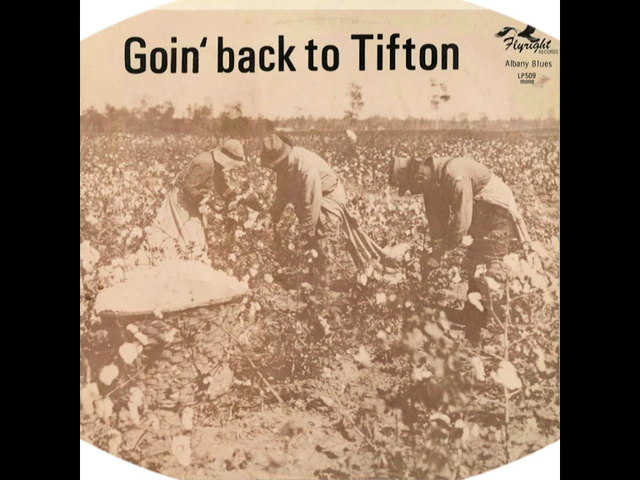 Goin' back to Tifton
Flyright
RECORDS
Albany Blues
LP509
mono